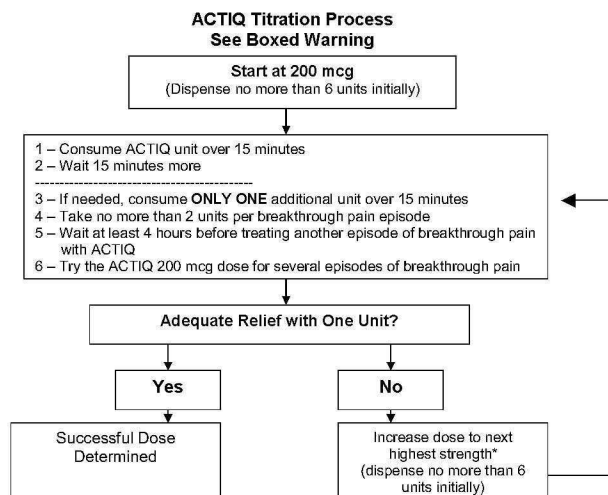 ACTIQ Titration Process
See Boxed Warning
Start at 200 mcg
(Dispense no more than 6 units initially)
1 – Consume ACTIQ unit over 15 minutes
2 – Wait 15 minutes more
---------------------------------------------
3 – If needed, consume ONLY ONE additional unit over 15 minutes
4 – Take no more than 2 units per breakthrough pain episode
5 – Wait at least 4 hours before treating another episode of breakthrough pain
with ACTIQ
6 – Try the ACTIQ 200 mcg dose for several episodes of breakthrough pain
Adequate Relief with One Unit?
Yes
No
Successful Dose
Determined
Increase dose to next
highest strength*
(dispense no more than 6
units initially)